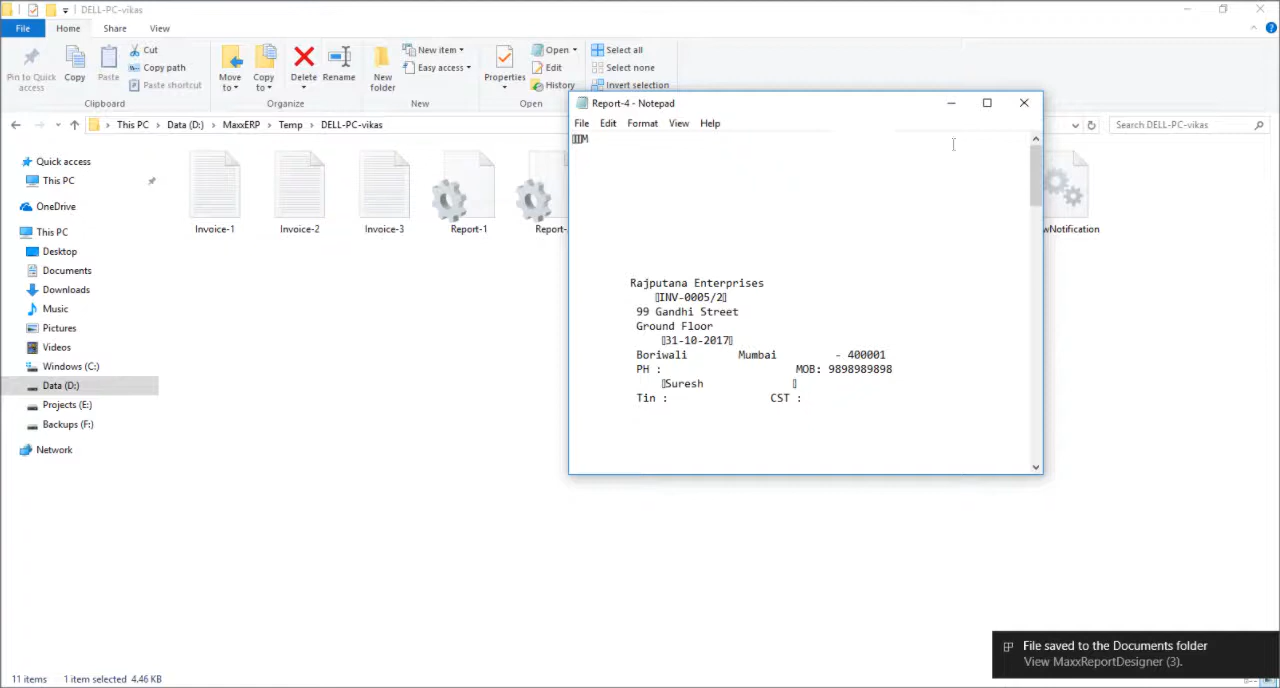 DELL-PC-vikas
File Home Share View
Pin to Quick access
Copy
Paste
Cut
Copy path
Paste shortcut
Clipboard
Move to
Copy to
Delete
Rename
Organize
New folder
New item
Easy access
New
Properties
Open
Edit
History
Open
Select all
Select none
Invert selection
This PC > Data (D:) > MaxxERP > Temp > DELL-PC-vikas
Search DELL-PC-vikas
Quick access
This PC
OneDrive
This PC
Desktop
Documents
Downloads
Music
Pictures
Videos
Windows (C:)
Data (D:)
Projects (E:)
Backups (F:)
Network
Invoice-1
Invoice-2
Invoice-3
Report-1
Report-
wNotification
Report-4 - Notepad
File Edit Format View Help
M
Rajputana Enterprises
INV-0005/2
99 Gandhi Street
Ground Floor
31-10-2017
Boriwali Mumbai - 400001
PH : MOB: 9898989898
Suresh
Tin : CST :
File saved to the Documents folder
View MaxxReportDesigner (3).
11 items 1 item selected 4.46 KB